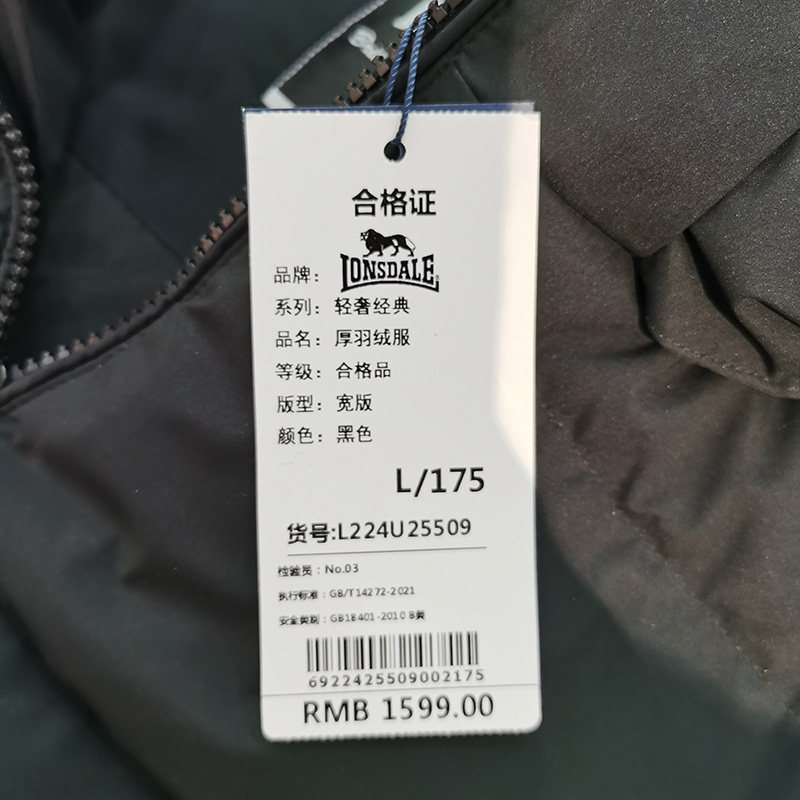 合格证
品牌: LONSDALE
系列: 轻奢经典
品名: 厚羽绒服
等级: 合格品
版型: 宽版
颜色: 黑色
L/175
货号:L224U25509
检验员: No.03
执行标准: GB/T14272-2021
安全类别: GB18401-2010 B类
6922425509002175
RMB 1599.00